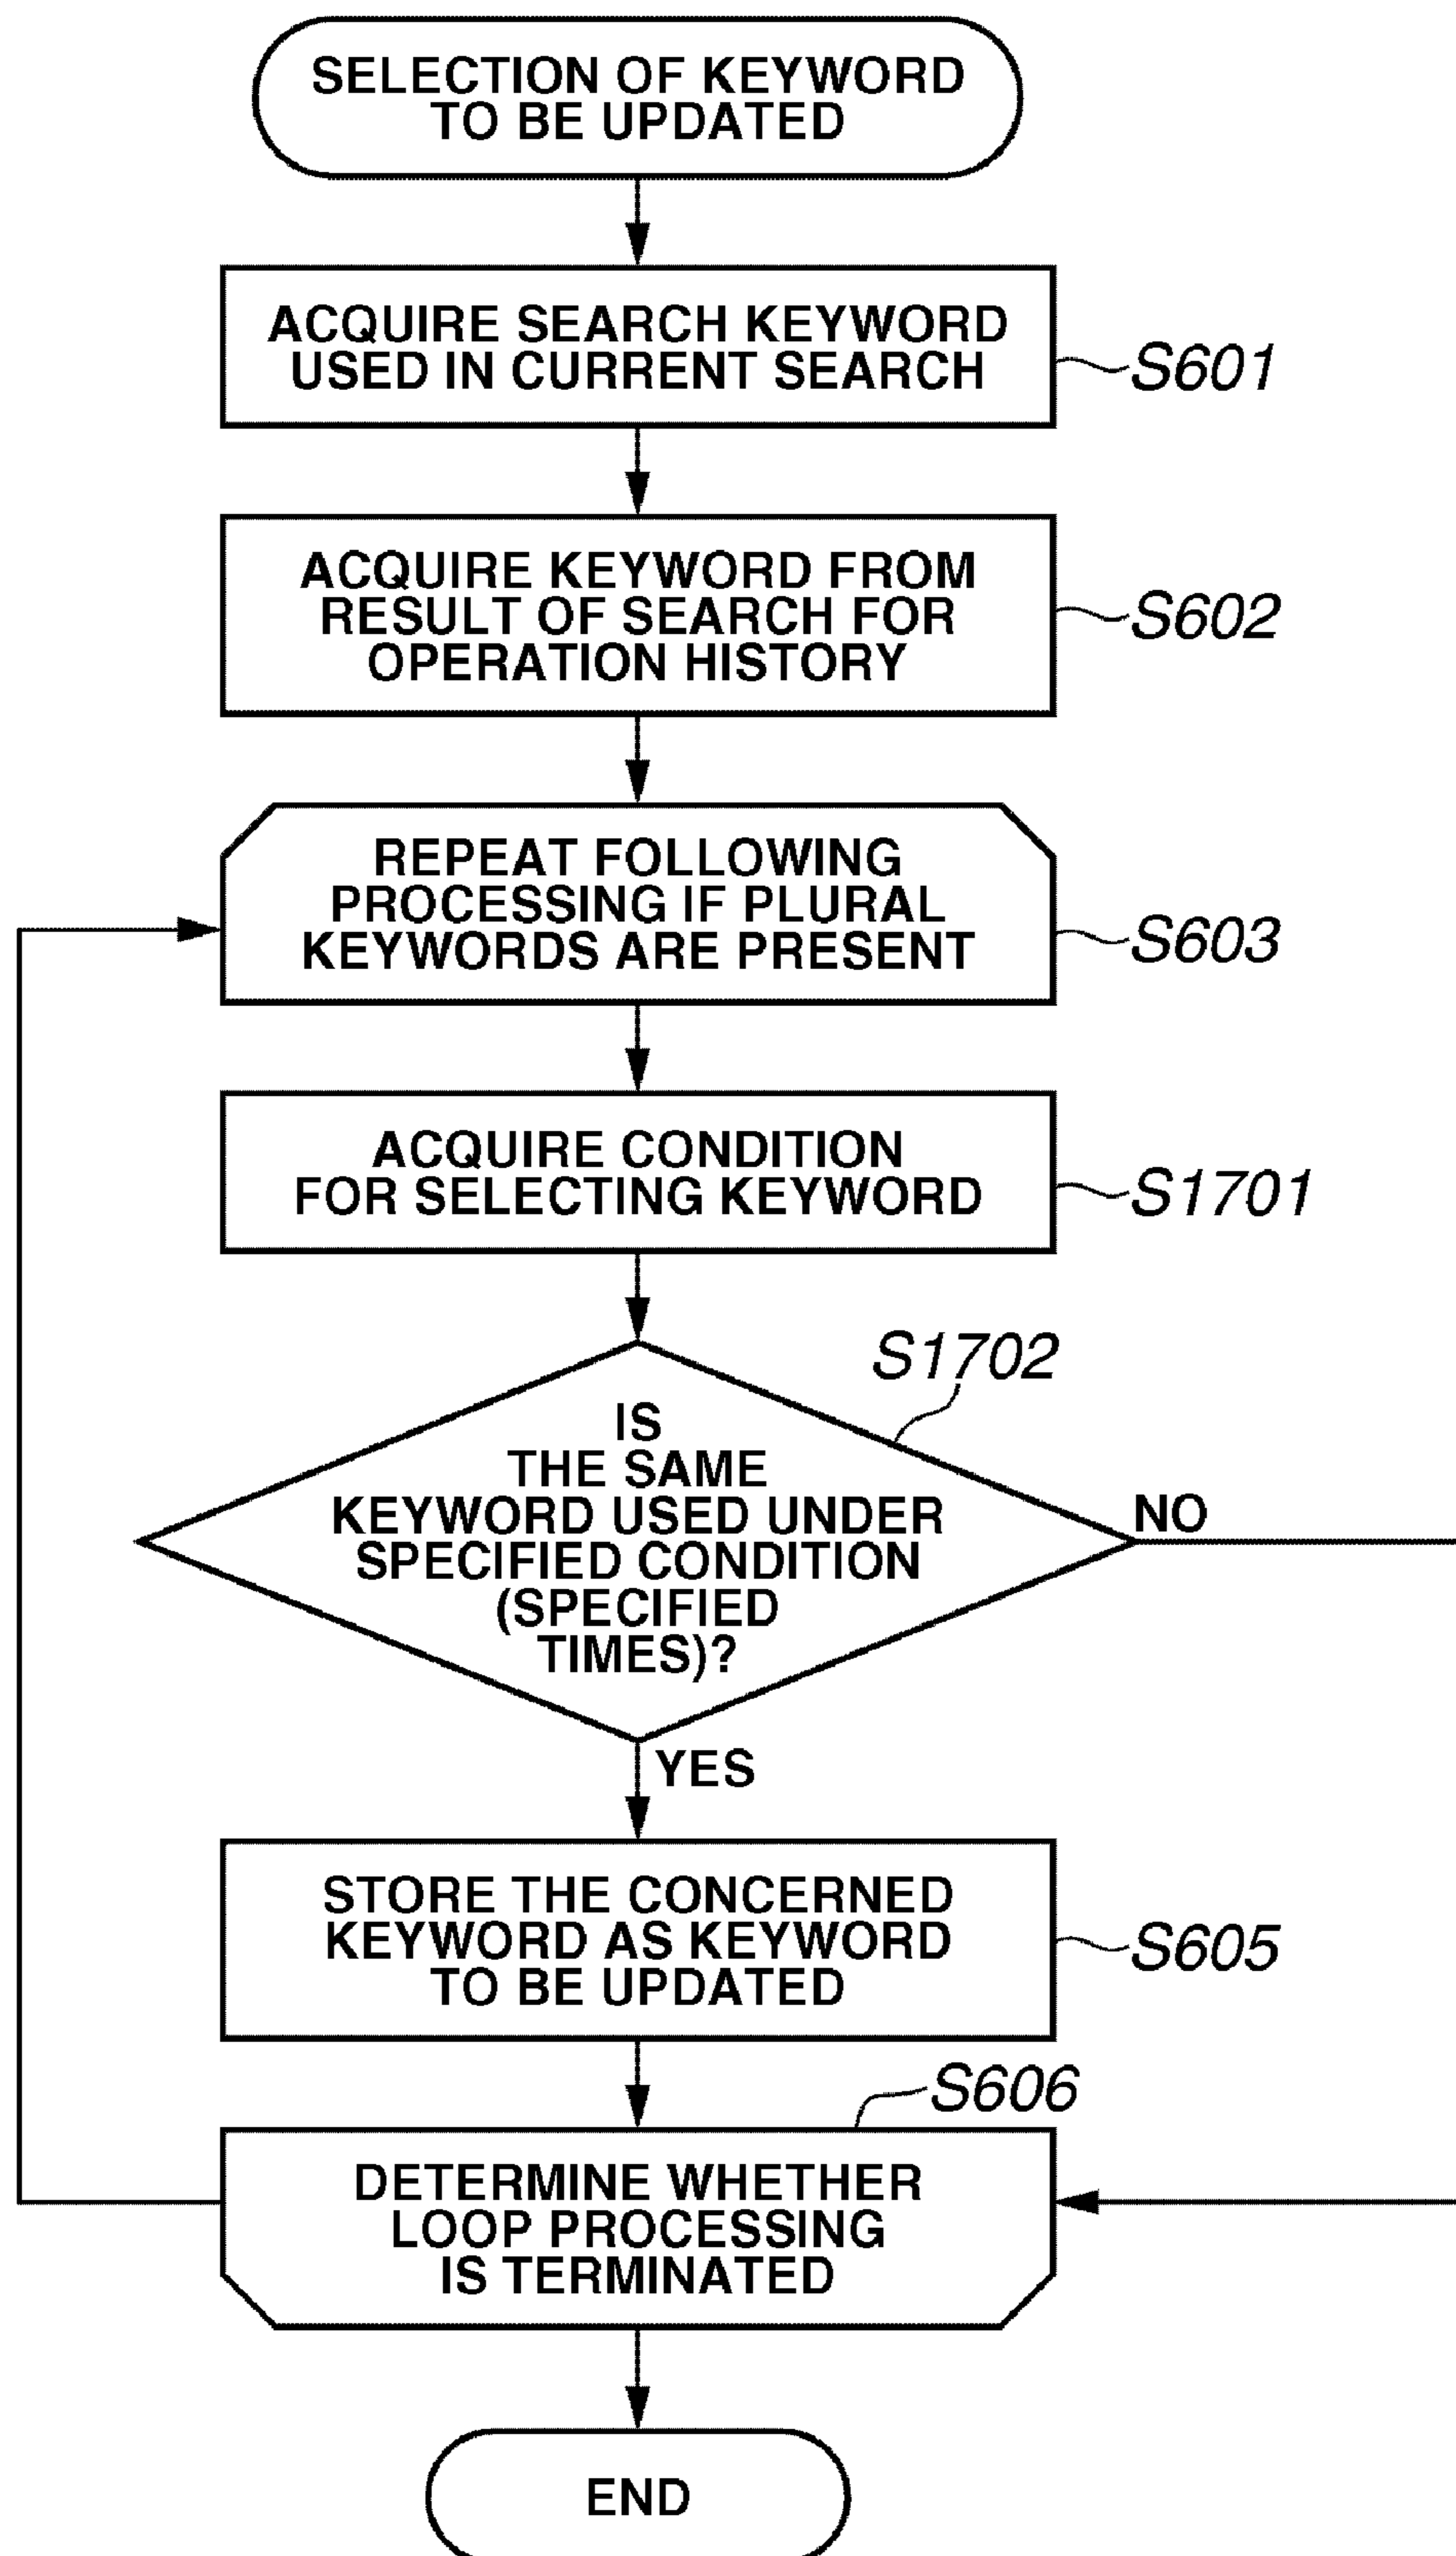 SELECTION OF KEYWORD
TO BE UPDATED
ACQUIRE SEARCH KEYWORD
USED IN CURRENT SEARCH
S601
ACQUIRE KEYWORD FROM
RESULT OF SEARCH FOR
OPERATION HISTORY
S602
REPEAT FOLLOWING
PROCESSING IF PLURAL
KEYWORDS ARE PRESENT
S603
ACQUIRE CONDITION
FOR SELECTING KEYWORD
S1701
S1702
IS
THE SAME
KEYWORD USED UNDER
SPECIFIED CONDITION
(SPECIFIED
TIMES)?
NO
YES
STORE THE CONCERNED
KEYWORD AS KEYWORD
TO BE UPDATED
S605
S606
DETERMINE WHETHER
LOOP PROCESSING
IS TERMINATED
END